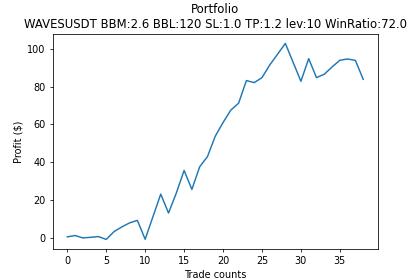 Portfolio
WAVESUSDT BBM:2.6 BBL:120 SL:1.0 TP:1.2 lev:10 WinRatio:72.0
100
80
60
40
20
0
Profit ($)
0 5 10 15 20 25 30 35
Trade counts